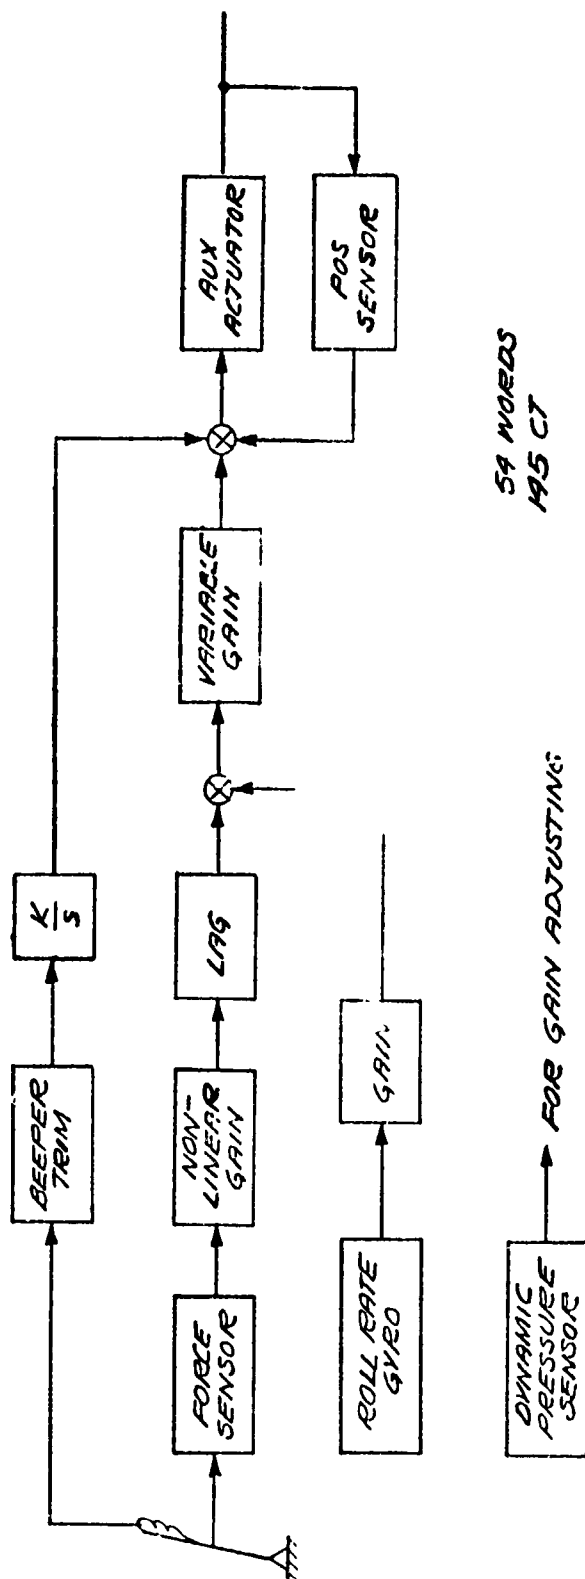 BEEPER
TRIM
K
S
FORCE
SENSOR
NON-
LINEAR
GAIN
LAG
VARIABLE
GAIN
AUX
ACTUATOR
POS
SENSOR
ROLL RATE
GYRO
GAIN
DYNAMIC
PRESSURE
SENSOR
FOR GAIN ADJUSTING
54 WORDS
195 CT